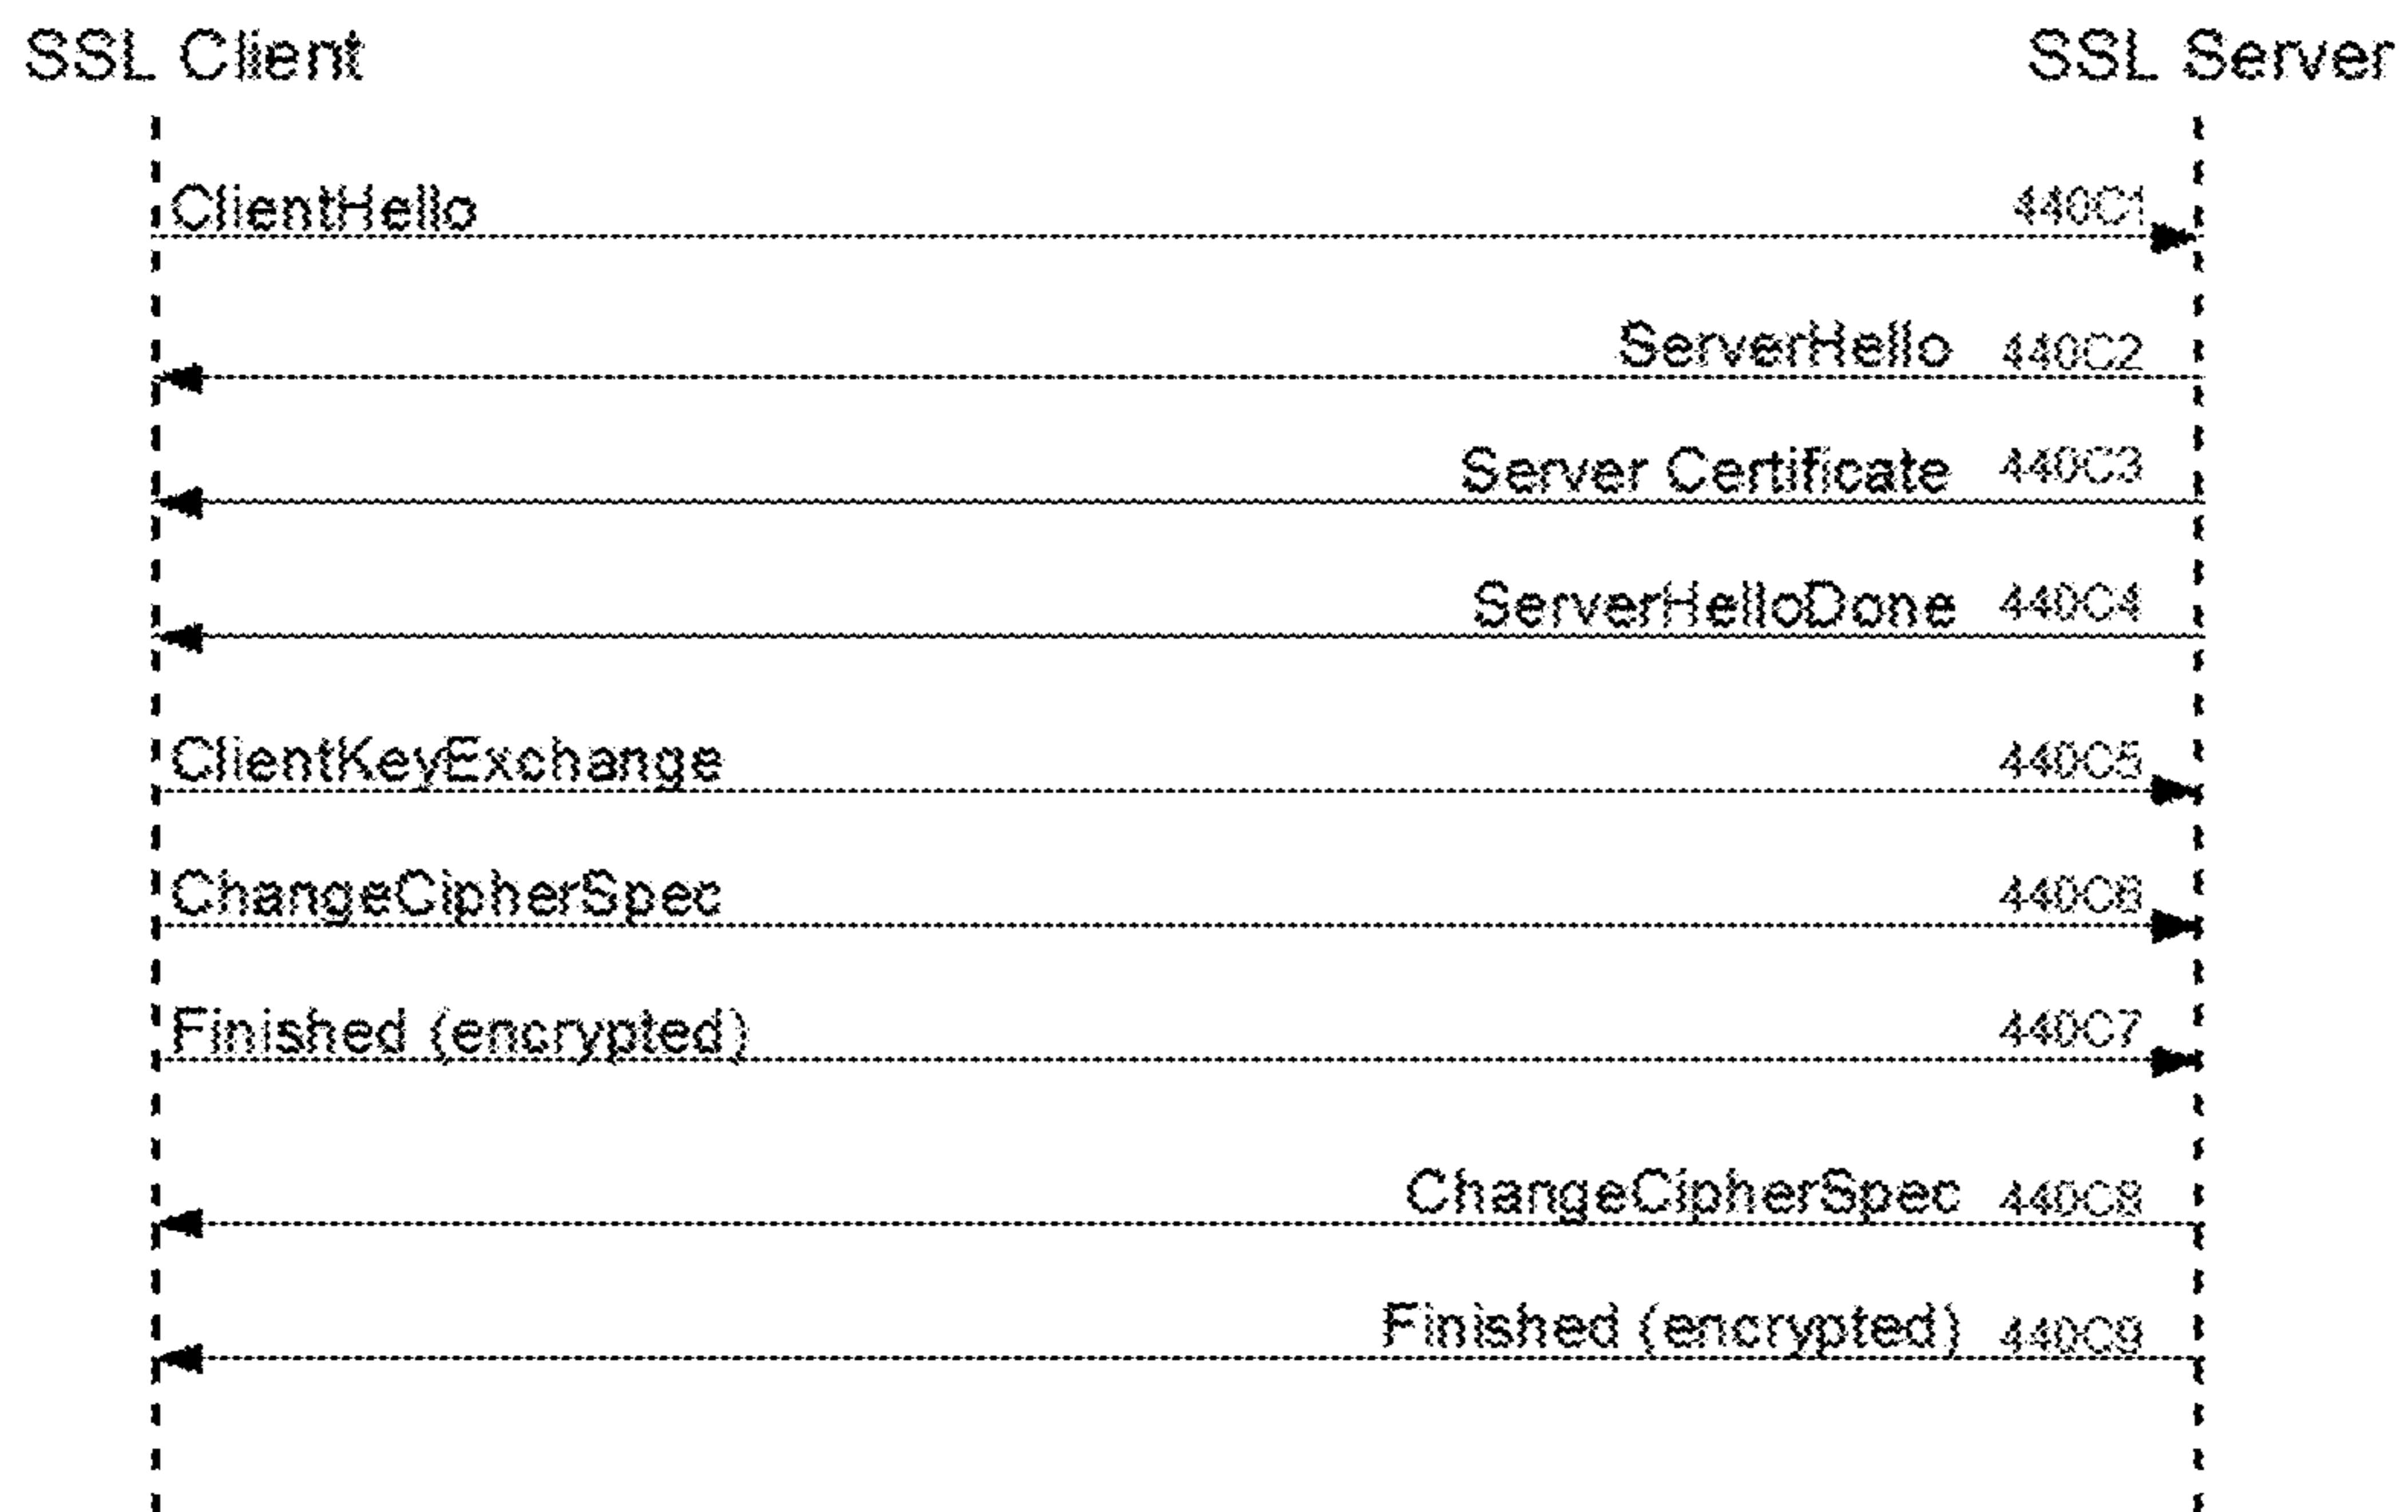 SSL Client SSL Server
ClientHello 440C1
ServerHello 440C2
Server Certificate 440C3
ServerHelloDone 440C4
ClientKeyExchange 440C5
ChangeCipherSpec 440C6
Finished (encrypted) 440C7
ChangeCipherSpec 440C8
Finished (encrypted) 440C9